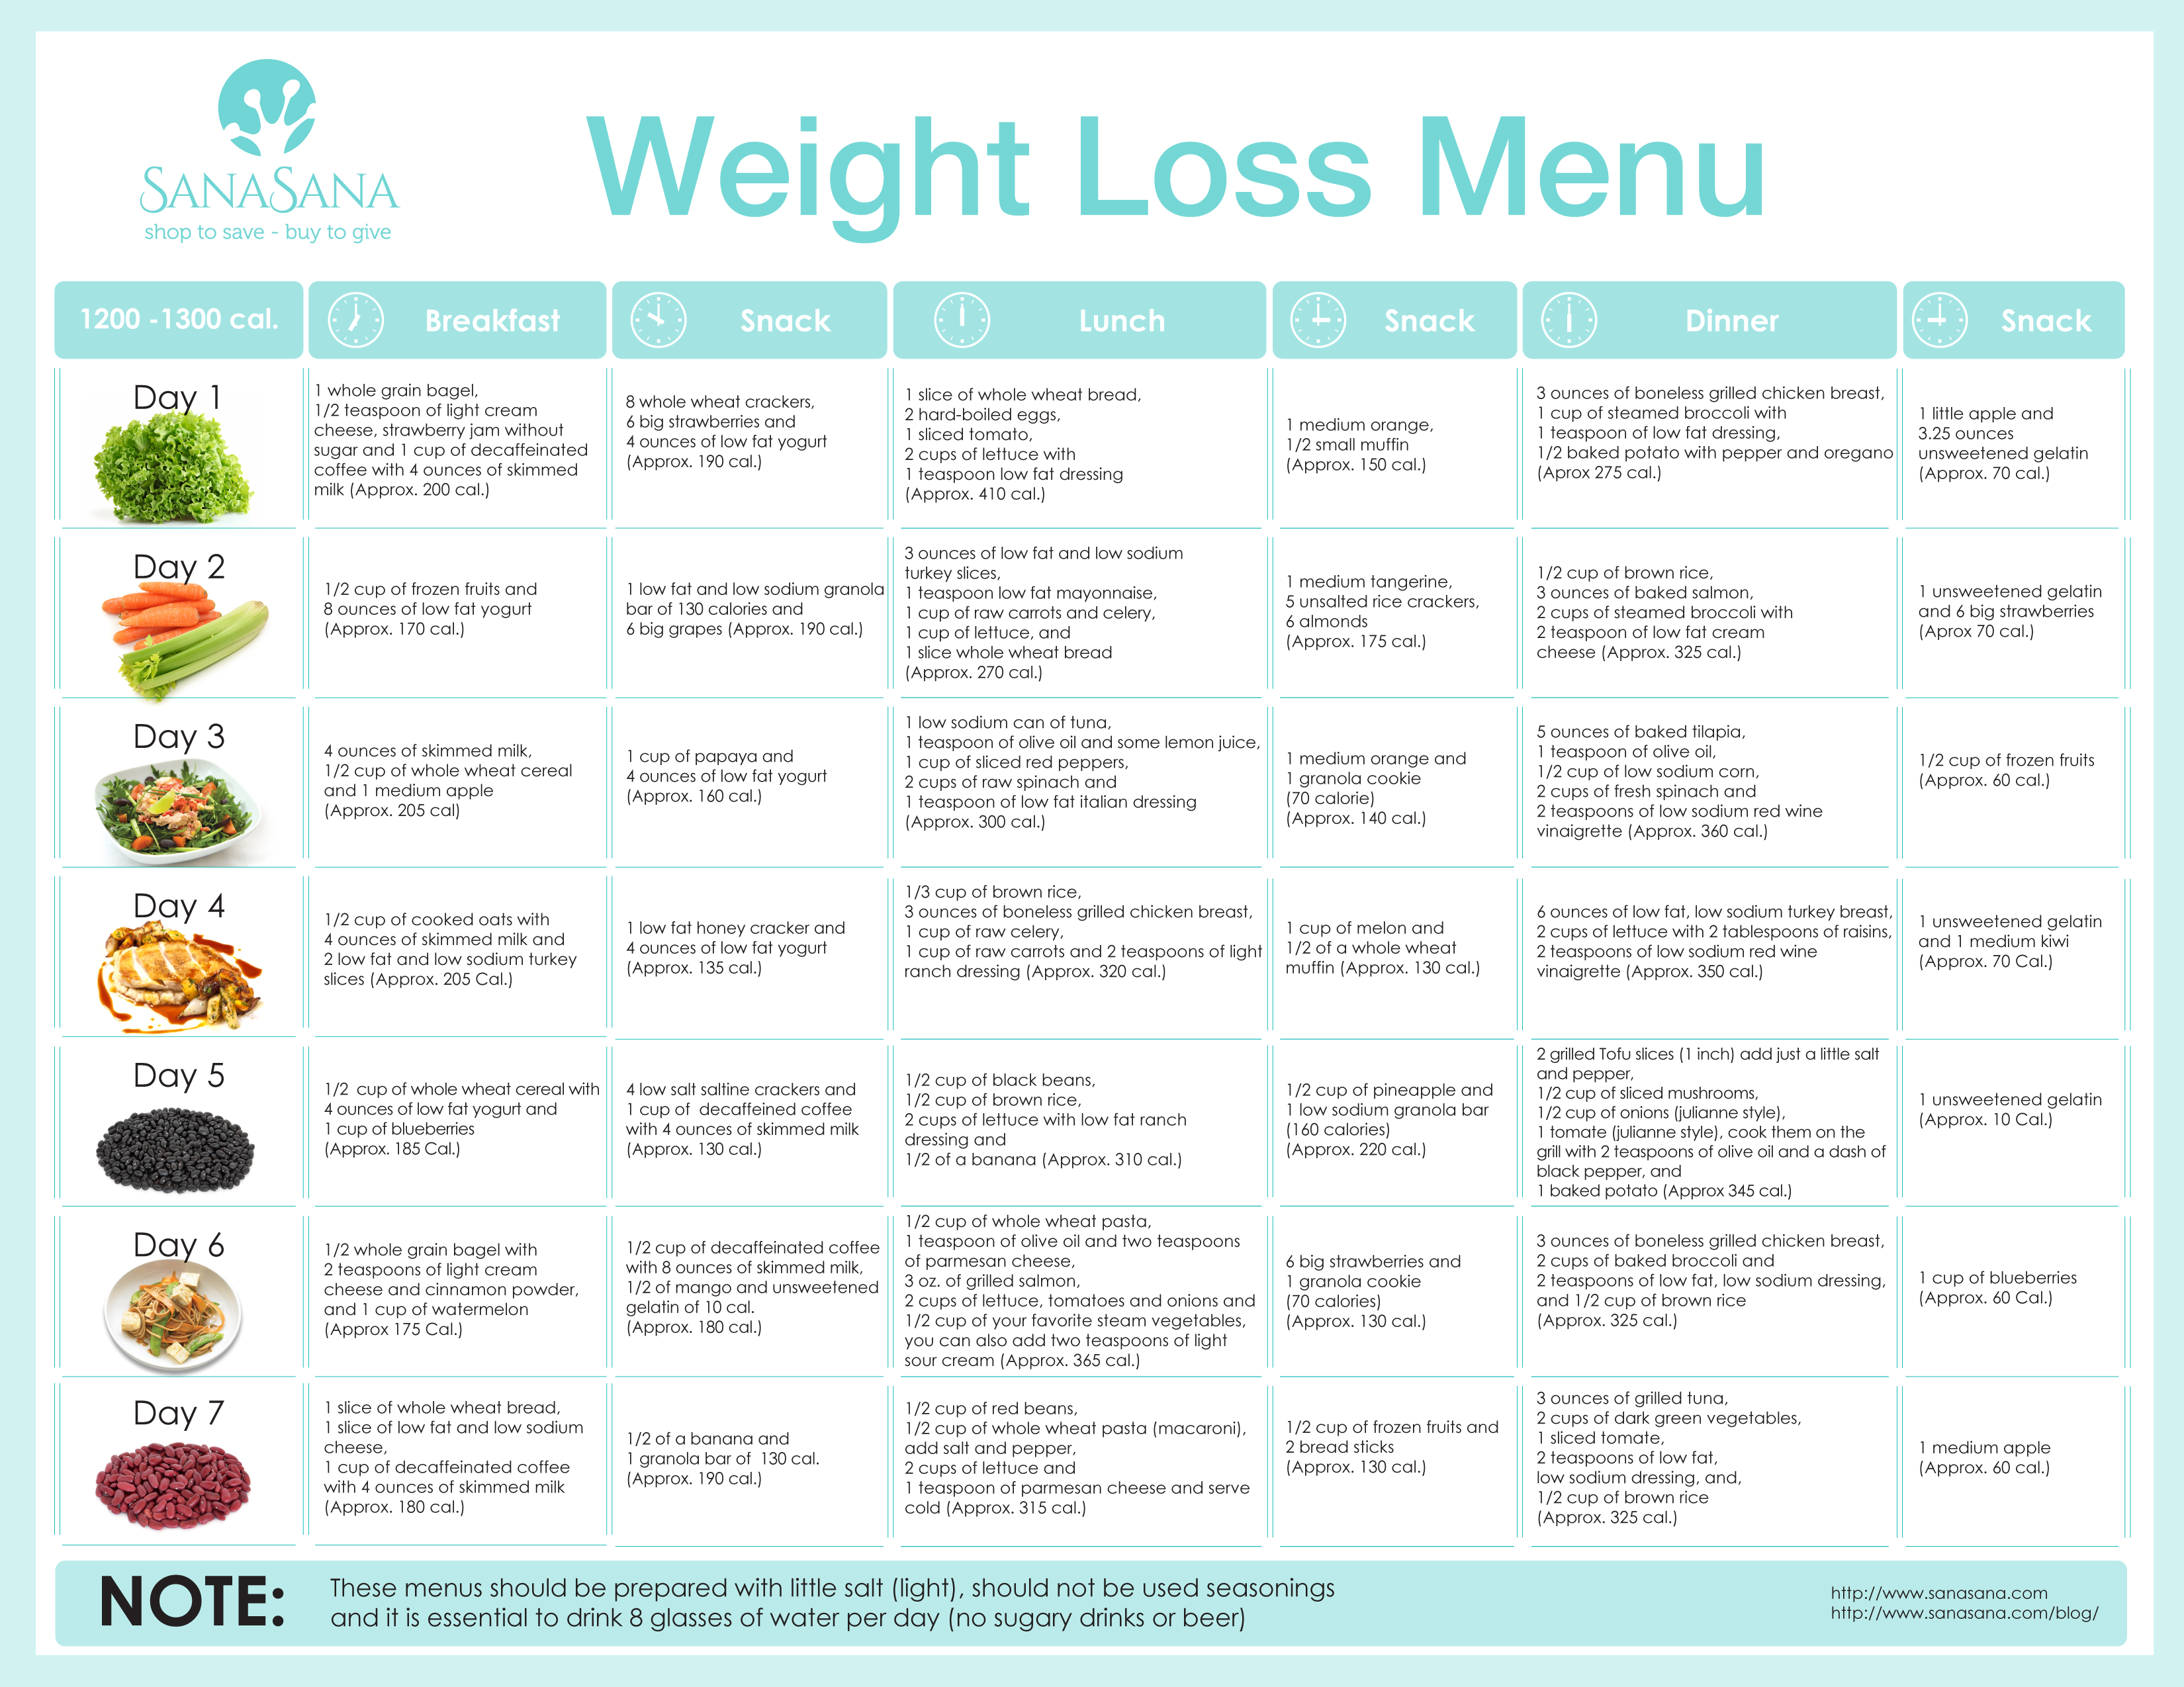 SANASANA
shop to save - buy to give
Weight Loss Menu
1200 -1300 cal.
Breakfast
Snack
Lunch
Snack
Dinner
Snack
Day 1
1 whole grain bagel,
1/2 teaspoon of light cream
cheese, strawberry jam without
sugar and 1 cup of decaffeinated
coffee with 4 ounces of skimmed
milk (Approx. 200 cal.)
8 whole wheat crackers,
6 big strawberries and
4 ounces of low fat yogurt
(Approx. 190 cal.)
1 slice of whole wheat bread,
2 hard-boiled eggs,
1 sliced tomato,
2 cups of lettuce with
1 teaspoon low fat dressing
(Approx. 410 cal.)
1 medium orange,
1/2 small muffin
(Approx. 150 cal.)
3 ounces of boneless grilled chicken breast,
1 cup of steamed broccoli with
1 teaspoon of low fat dressing,
1/2 baked potato with pepper and oregano
(Aprox 275 cal.)
1 little apple and
3.25 ounces
unsweetened gelatin
(Approx. 70 cal.)
Day 2
1/2 cup of frozen fruits and
8 ounces of low fat yogurt
(Approx. 170 cal.)
1 low fat and low sodium granola
bar of 130 calories and
6 big grapes (Approx. 190 cal.)
3 ounces of low fat and low sodium
turkey slices,
1 teaspoon low fat mayonnaise,
1 cup of raw carrots and celery,
1 cup of lettuce, and
1 slice whole wheat bread
(Approx. 270 cal.)
1 medium tangerine,
5 unsalted rice crackers,
6 almonds
(Approx. 175 cal.)
1/2 cup of brown rice,
3 ounces of baked salmon,
2 cups of steamed broccoli with
2 teaspoon of low fat cream
cheese (Approx. 325 cal.)
1 unsweetened gelatin
and 6 big strawberries
(Aprox 70 cal.)
Day 3
4 ounces of skimmed milk,
1/2 cup of whole wheat cereal
and 1 medium apple
(Approx. 205 cal)
1 cup of papaya and
4 ounces of low fat yogurt
(Approx. 160 cal.)
1 low sodium can of tuna,
1 teaspoon of olive oil and some lemon juice,
1 cup of sliced red peppers,
2 cups of raw spinach and
1 teaspoon of low fat italian dressing
(Approx. 300 cal.)
1 medium orange and
1 granola cookie
(70 calorie)
(Approx. 140 cal.)
5 ounces of baked tilapia,
1 teaspoon of olive oil,
1/2 cup of low sodium corn,
2 cups of fresh spinach and
2 teaspoons of low sodium red wine
vinaigrette (Approx. 360 cal.)
1/2 cup of frozen fruits
(Approx. 60 cal.)
Day 4
1/2 cup of cooked oats with
4 ounces of skimmed milk and
2 low fat and low sodium turkey
slices (Approx. 205 Cal.)
1 low fat honey cracker and
4 ounces of low fat yogurt
(Approx. 135 cal.)
1/3 cup of brown rice,
3 ounces of boneless grilled chicken breast,
1 cup of raw celery,
1 cup of raw carrots and 2 teaspoons of light
ranch dressing (Approx. 320 cal.)
1 cup of melon and
1/2 of a whole wheat
muffin (Approx. 130 cal.)
6 ounces of low fat, low sodium turkey breast,
2 cups of lettuce with 2 tablespoons of raisins,
2 teaspoons of low sodium red wine
vinaigrette (Approx. 350 cal.)
1 unsweetened gelatin
and 1 medium kiwi
(Approx. 70 Cal.)
Day 5
1/2 cup of whole wheat cereal with
4 ounces of low fat yogurt and
1 cup of blueberries
(Approx. 185 Cal.)
4 low salt saltine crackers and
1 cup of decaffeined coffee
with 4 ounces of skimmed milk
(Approx. 130 cal.)
1/2 cup of black beans,
1/2 cup of brown rice,
2 cups of lettuce with low fat ranch
dressing and
1/2 of a banana (Approx. 310 cal.)
1/2 cup of pineapple and
1 low sodium granola bar
(160 calories)
(Approx. 220 cal.)
2 grilled Tofu slices (1 inch) add just a little salt
and pepper,
1/2 cup of sliced mushrooms,
1/2 cup of onions (julianne style),
1 tomate (julianne style), cook them on the
grill with 2 teaspoons of olive oil and a dash of
black pepper, and
1 baked potato (Approx 345 cal.)
1 unsweetened gelatin
(Approx. 10 Cal.)
Day 6
1/2 whole grain bagel with
2 teaspoons of light cream
cheese and cinnamon powder,
and 1 cup of watermelon
(Approx 175 Cal.)
1/2 cup of decaffeinated coffee
with 8 ounces of skimmed milk,
1/2 of mango and unsweetened
gelatin of 10 cal.
(Approx. 180 cal.)
1/2 cup of whole wheat pasta,
1 teaspoon of olive oil and two teaspoons
of parmesan cheese,
3 oz. of grilled salmon,
2 cups of lettuce, tomatoes and onions and
1/2 cup of your favorite steam vegetables,
you can also add two teaspoons of light
sour cream (Approx. 365 cal.)
6 big strawberries and
1 granola cookie
(70 calories)
(Approx. 130 cal.)
3 ounces of boneless grilled chicken breast,
2 cups of baked broccoli and
2 teaspoons of low fat, low sodium dressing,
and 1/2 cup of brown rice
(Approx. 325 cal.)
1 cup of blueberries
(Approx. 60 Cal.)
Day 7
1 slice of whole wheat bread,
1 slice of low fat and low sodium
cheese,
1 cup of decaffeinated coffee
with 4 ounces of skimmed milk
(Approx. 180 cal.)
1/2 of a banana and
1 granola bar of 130 cal.
(Approx. 190 cal.)
1/2 cup of red beans,
1/2 cup of whole wheat pasta (macaroni),
add salt and pepper,
2 cups of lettuce and
1 teaspoon of parmesan cheese and serve
cold (Approx. 315 cal.)
1/2 cup of frozen fruits and
2 bread sticks
(Approx. 130 cal.)
3 ounces of grilled tuna,
2 cups of dark green vegetables,
1 sliced tomate,
2 teaspoons of low fat,
low sodium dressing, and,
1/2 cup of brown rice
(Approx. 325 cal.)
1 medium apple
(Approx. 60 cal.)
NOTE:
These menus should be prepared with little salt (light), should not be used seasonings
and it is essential to drink 8 glasses of water per day (no sugary drinks or beer)
http://www.sanasana.com
http://www.sanasana.com/blog/